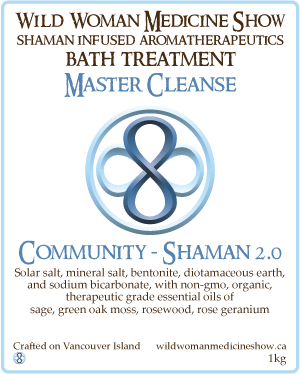 Wild Woman Medicine Show
Shaman Infused Aromatherapeutics
Bath Treatment
Master Cleanse
Community - Shaman 2.0
Solar salt, mineral salt, bentonite, diotamaceous earth,
and sodium bicarbonate, with non-gmo, organic,
therapeutic grade essential oils of
sage, green oak moss, rosewood, rose geranium
Crafted on Vancouver Island wildwomanmedicineshow.ca
1kg